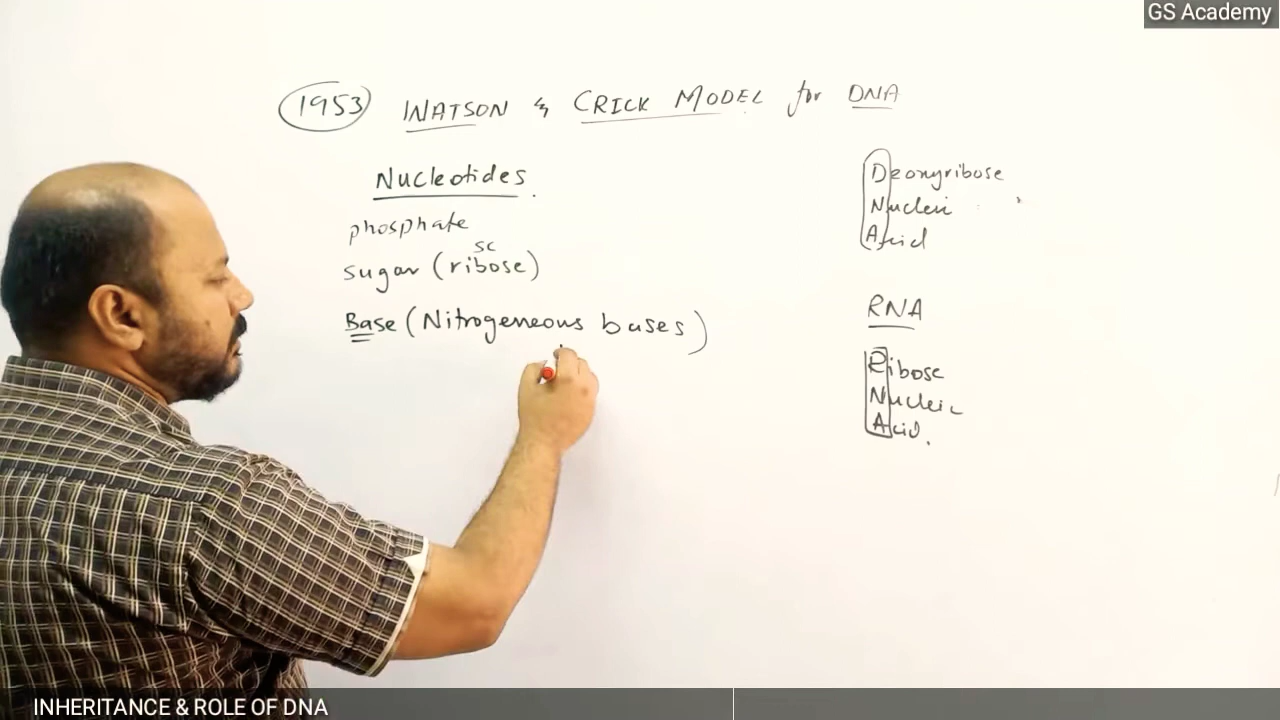 GS Academy
1953 WATSON & CRICK MODEL for DNA
Nucleotides.
phosphate
5C
sugar (ribose)
Base (Nitrogeneous bases)
Deoxyribose
Nucleic
Acid
RNA
Ribose
Nucleic
Acid.
INHERITANCE & ROLE OF DNA